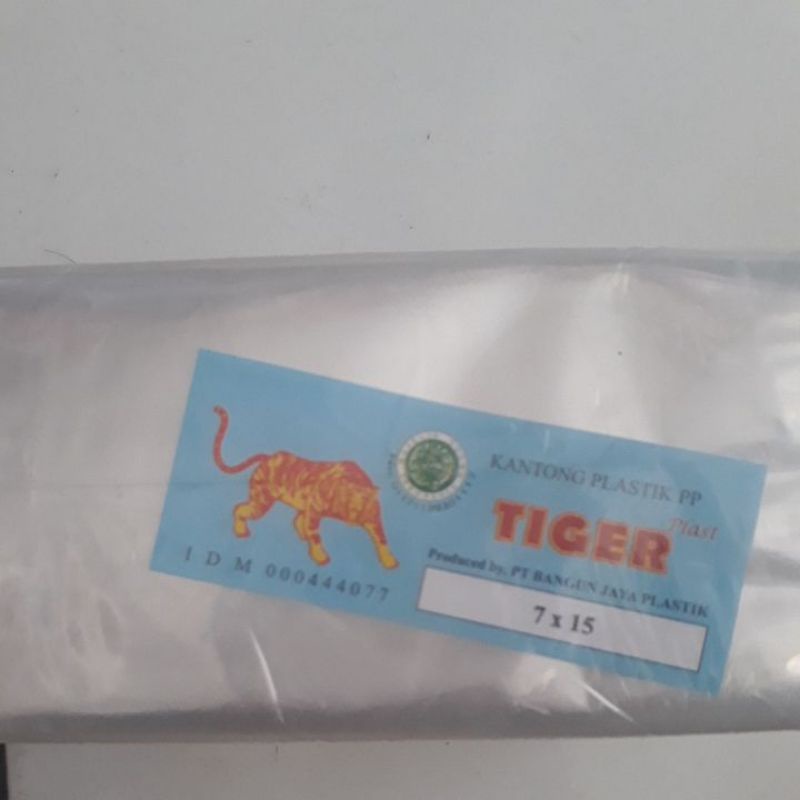 KANTONG PLASTIK PP
TIGER Plast
Produced by. PT BANGUN JAYA PLASTIK
7 x 15
I D M 000444077